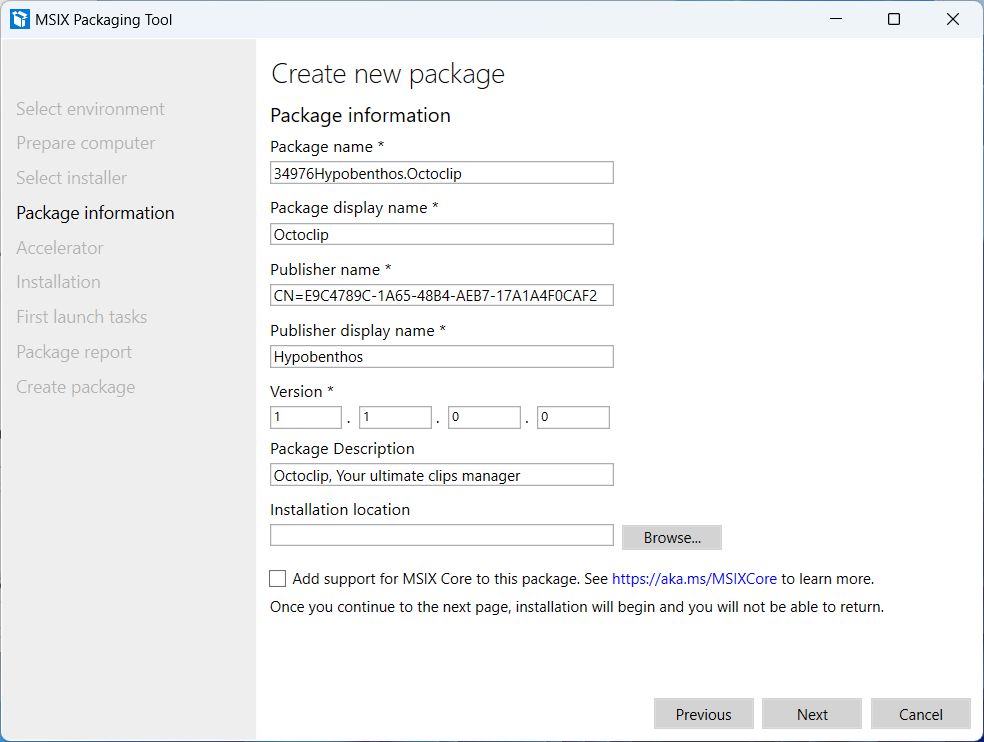 MSIX Packaging Tool
Select environment
Prepare computer
Select installer
Package information
Accelerator
Installation
First launch tasks
Package report
Create package
Create new package
Package information
Package name *
34976Hypobenthos.Octoclip
Package display name *
Octoclip
Publisher name *
CN=E9C4789C-1A65-48B4-AEB7-17A1A4F0CAF2
Publisher display name *
Hypobenthos
Version *
1 . 1 . 0 . 0
Package Description
Octoclip, Your ultimate clips manager
Installation location
Browse...
Add support for MSIX Core to this package. See https://aka.ms/MSIXCore to learn more.
Once you continue to the next page, installation will begin and you will not be able to return.
Previous Next Cancel